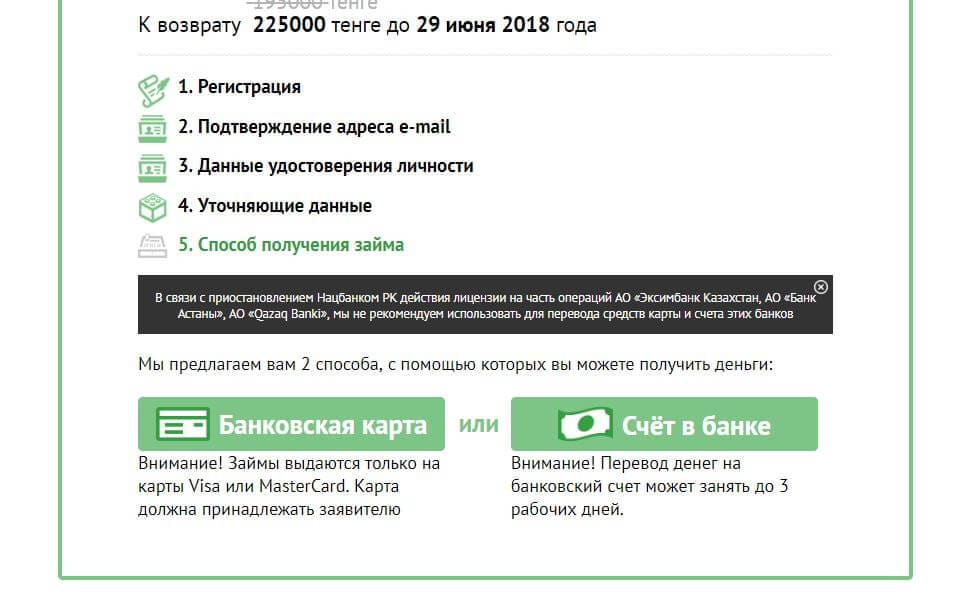 195000 тенге
К возврату 225000 тенге до 29 июня 2018 года
1. Регистрация
2. Подтверждение адреса e-mail
3. Данные удостоверения личности
4. Уточняющие данные
5. Способ получения займа
В связи с приостановлением Нацбанком РК действия лицензии на часть операций АО «Эксимбанк Казахстан, АО «Банк
Астаны», АО «Qazaq Banki», мы не рекомендуем использовать для перевода средств карты и счета этих банков
Мы предлагаем вам 2 способа, с помощью которых вы можете получить деньги:
Банковская карта или Счёт в банке
Внимание! Займы выдаются только на
карты Visa или MasterCard. Карта
должна принадлежать заявителю
Внимание! Перевод денег на
банковский счет может занять до 3
рабочих дней.